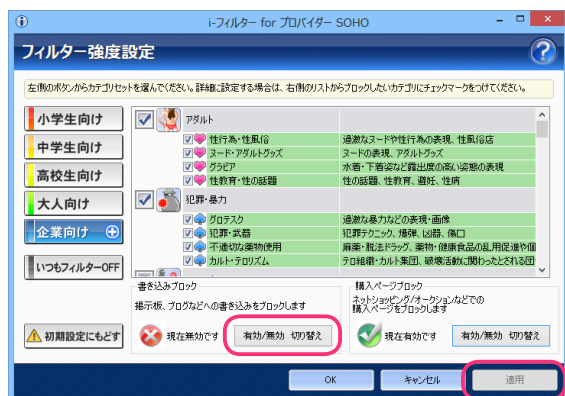 i-フィルター for プロバイダー SOHO
フィルター強度設定
左側のボタンからカテゴリセットを選んでください。詳細に設定する場合は、右側のリストからブロックしたいカテゴリにチェックマークをつけてください。
小学生向け
中学生向け
高校生向け
大人向け
企業向け
いつもフィルターOFF
初期設定にもどす
アダルト
性行為・性風俗 過激なヌードや性行為の表現、性風俗店
ヌード・アダルトグッズ ヌードの表現、アダルトグッズ
グラビア 水着・下着姿など露出度の高い姿態の表現
性教育・性の話題 性の話題、性教育、避妊、性病
犯罪・暴力
グロテスク 過激な暴力などの表現・画像
犯罪・武器 犯罪テクニック、爆弾、凶器、傷口
不適切な薬物使用 麻薬・脱法ドラッグ、薬物・健康食品の乱用促進や個
カルト・テロリズム テロ組織・カルト集団、破壊活動に関わったとされる団
書き込みブロック
掲示板、ブログなどへの書き込みをブロックします
現在無効です 有効/無効 切り替え
購入ページブロック
ネットショッピング/オークションなどでの
購入ページをブロックします
現在有効です 有効/無効 切り替え
OK キャンセル 適用